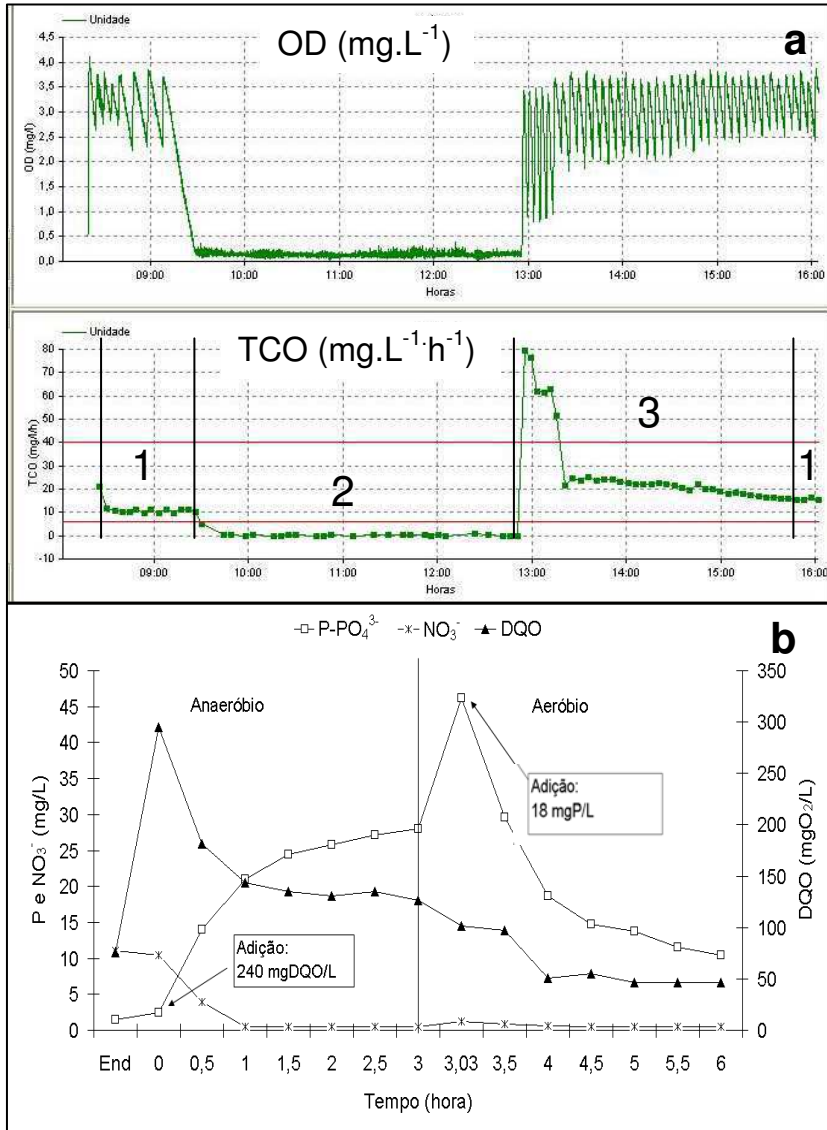 Unidade
OD (mg.L⁻¹)
a
4,5
4,0
3,5
3,0
2,5
2,0
1,5
1,0
0,5
0,0
OD (mg/l)
09:00 10:00 11:00 12:00 13:00 14:00 15:00 16:00
Horas
Unidade
TCO (mg.L⁻¹·h⁻¹)
80
70
60
50
40
30
20
10
0
-10
TCO (mg/l/h)
1
2
3
1
09:00 10:00 11:00 12:00 13:00 14:00 15:00 16:00
Horas
P-PO₄³⁻ NO₃⁻ DQO
b
50
45
40
35
30
25
20
15
10
5
0
P e NO₃⁻ (mg/L)
Anaeróbio
Aeróbio
Adição:
18 mgP/L
Adição:
240 mgDQO/L
350
300
250
200
150
100
50
0
DQO (mgO₂/L)
End 0 0,5 1 1,5 2 2,5 3 3,03 3,5 4 4,5 5 5,5 6
Tempo (hora)